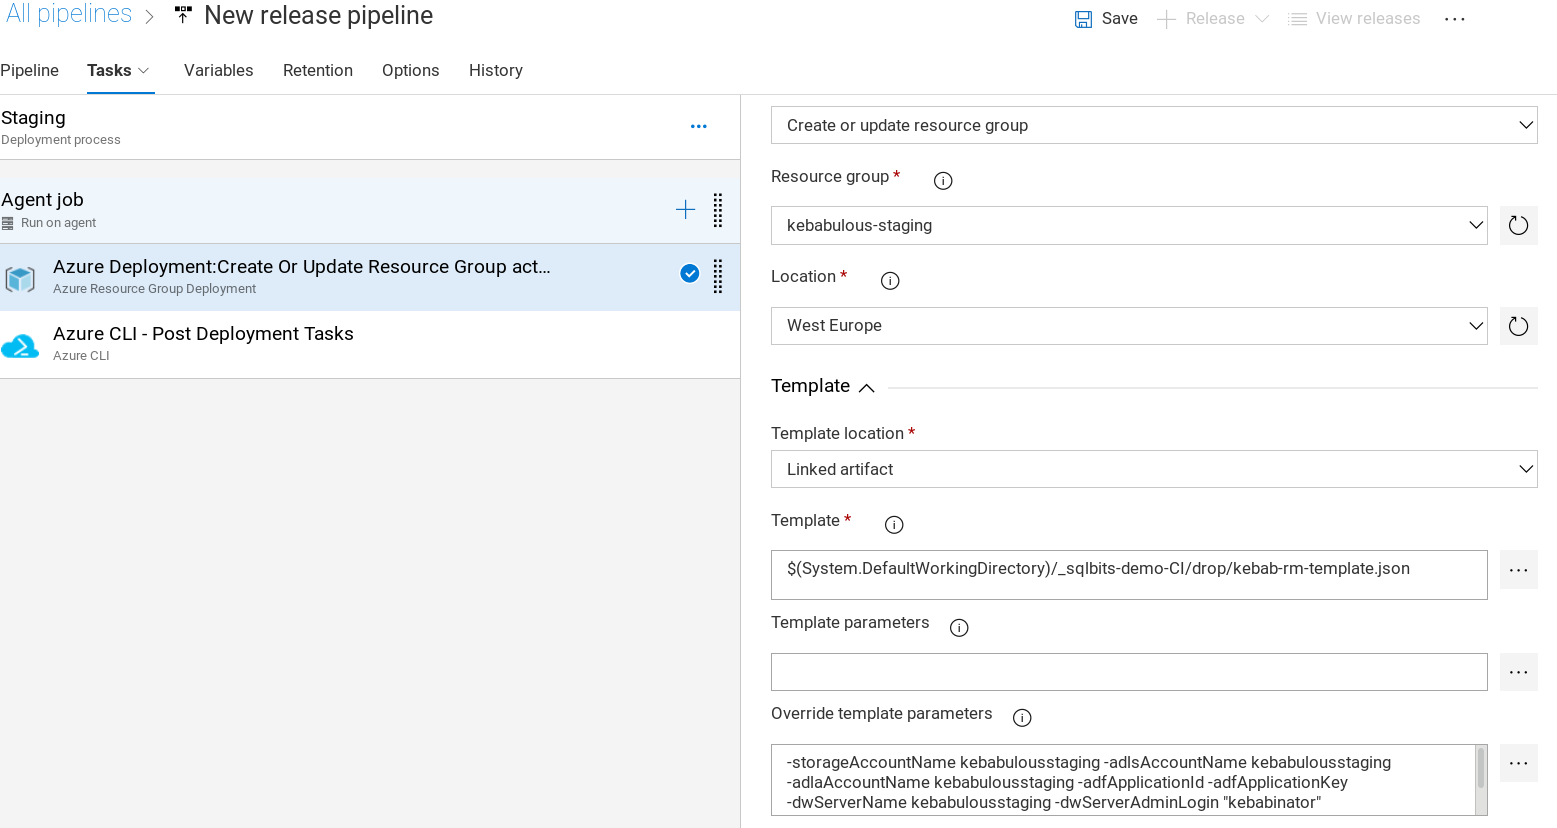 All pipelines
New release pipeline
Save
Release
View releases
Pipeline
Tasks
Variables
Retention
Options
History
Staging
Deployment process
Agent job
Run on agent
Azure Deployment:Create Or Update Resource Group act...
Azure Resource Group Deployment
Azure CLI - Post Deployment Tasks
Azure CLI
Create or update resource group
Resource group *
kebabulous-staging
Location *
West Europe
Template
Template location *
Linked artifact
Template *
$(System.DefaultWorkingDirectory)/_sqlbits-demo-CI/drop/kebab-rm-template.json
Template parameters
Override template parameters
-storageAccountName kebabulousstaging -adlsAccountName kebabulousstaging
-adlaAccountName kebabulousstaging -adfApplicationId -adfApplicationKey
-dwServerName kebabulousstaging -dwServerAdminLogin "kebabinator"